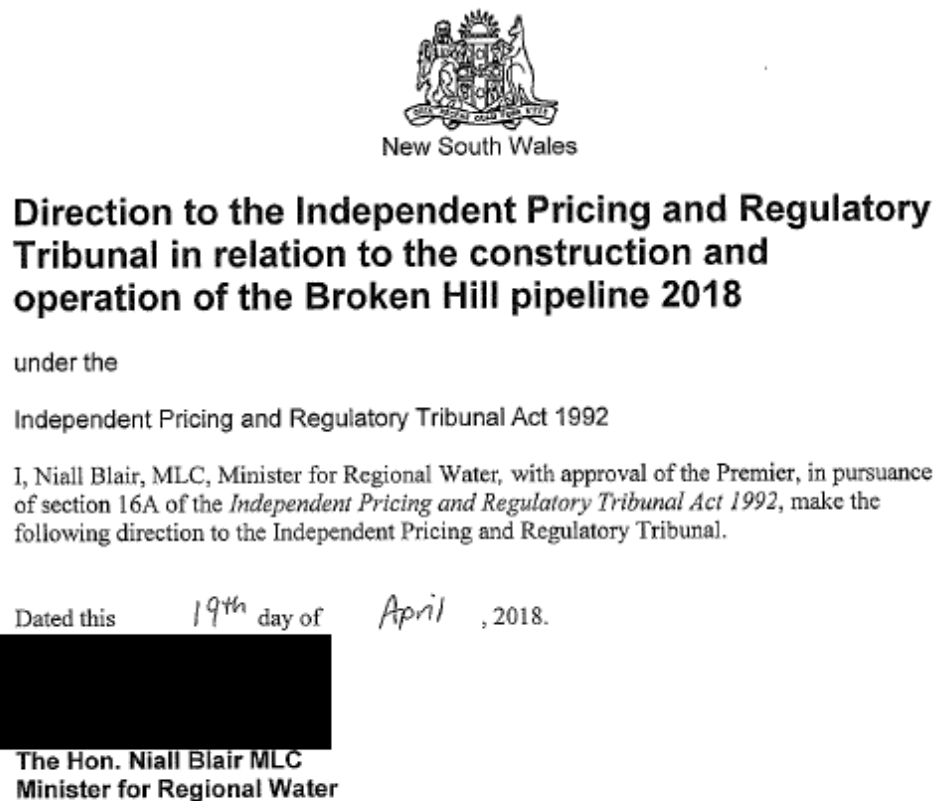 New South Wales
Direction to the Independent Pricing and Regulatory
Tribunal in relation to the construction and
operation of the Broken Hill pipeline 2018
under the
Independent Pricing and Regulatory Tribunal Act 1992
I, Niall Blair, MLC, Minister for Regional Water, with approval of the Premier, in pursuance
of section 16A of the Independent Pricing and Regulatory Tribunal Act 1992, make the
following direction to the Independent Pricing and Regulatory Tribunal.
Dated this 19th day of April , 2018.
The Hon. Niall Blair MLC
Minister for Regional Water